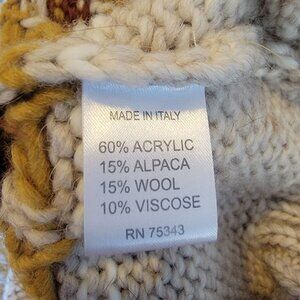 MADE IN ITALY
60% ACRYLIC
15% ALPACA
15% WOOL
10% VISCOSE
RN 75343